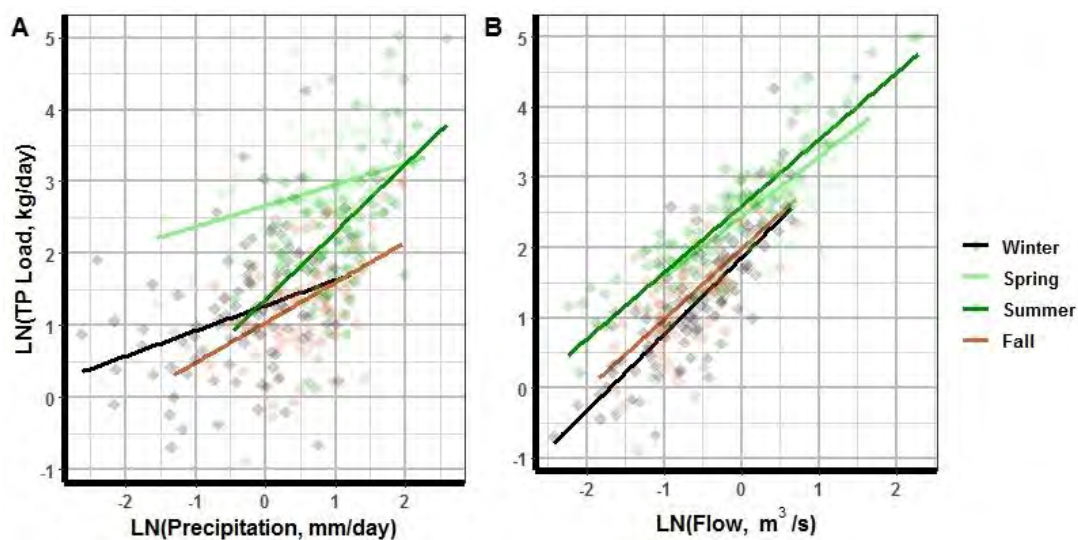 A
B
LN(TP Load, kg/day)
5
4
3
2
1
0
-1
-2
-1
0
1
2
LN(Precipitation, mm/day)
5
4
3
2
1
0
-1
-2
-1
0
1
2
LN(Flow, m³/s)
Winter
Spring
Summer
Fall